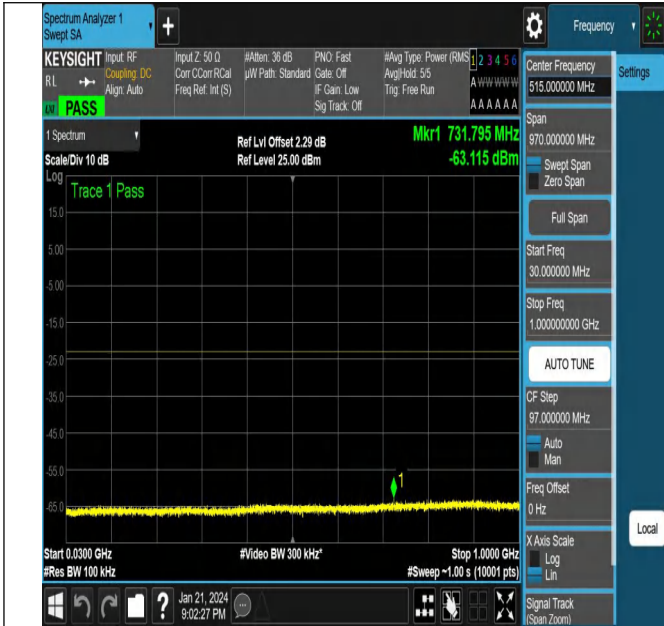 Spectrum Analyzer 1
Swept SA
+
Frequency
KEYSIGHT
RL
LXI
PASS
Input: RF
Coupling: DC
Align: Auto
Input Z: 50 Ω
Corr CCorr RCal
Freq Ref: Int (S)
#Atten: 36 dB
µW Path: Standard
PNO: Fast
Gate: Off
IF Gain: Low
Sig Track: Off
#Avg Type: Power (RMS
Avg|Hold: 5/5
Trig: Free Run
1 2 3 4 5 6
A W W W W W
A A A A A A
1 Spectrum
Scale/Div 10 dB
Log
Ref Lvl Offset 2.29 dB
Ref Level 25.00 dBm
Mkr1 731.795 MHz
-63.115 dBm
Trace 1 Pass
15.0
5.00
-5.00
-15.0
-25.0
-35.0
-45.0
-55.0
-65.0
1
Start 0.0300 GHz
#Res BW 100 kHz
#Video BW 300 kHz*
Stop 1.0000 GHz
#Sweep ~1.00 s (10001 pts)
Center Frequency
515.000000 MHz
Settings
Span
970.000000 MHz
Swept Span
Zero Span
Full Span
Start Freq
30.000000 MHz
Stop Freq
1.000000000 GHz
AUTO TUNE
CF Step
97.000000 MHz
Auto
Man
Freq Offset
0 Hz
X Axis Scale
Log
Lin
Local
Signal Track
(Span Zoom)
?
Jan 21, 2024
9:02:27 PM